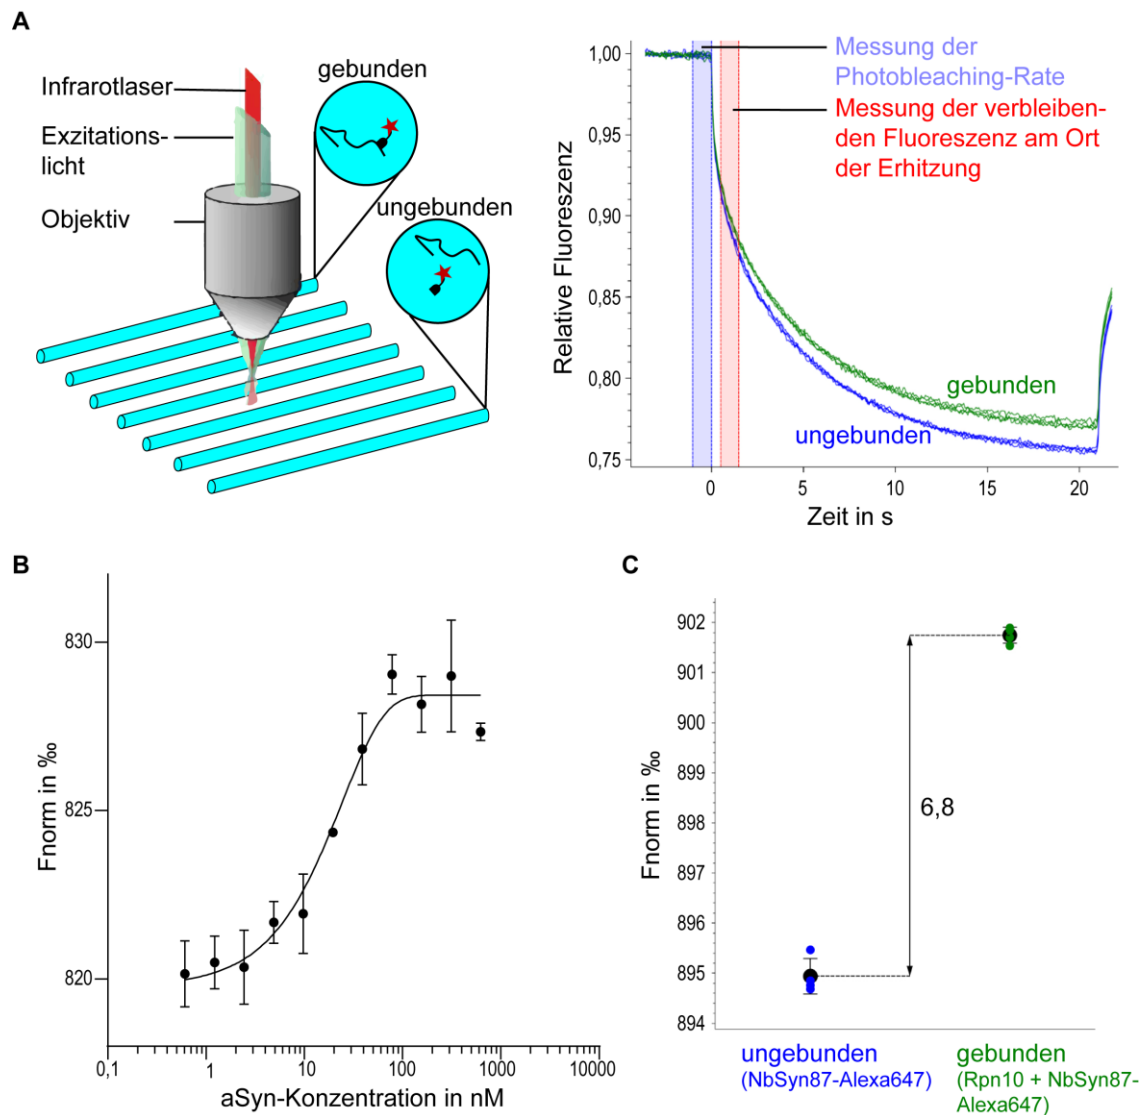 A
Infrarotlaser
Exzitations-
licht
Objektiv
gebunden
ungebunden
1,00
0,95
0,90
0,85
0,80
0,75
Relative Fluoreszenz
Messung der
Photobleaching-Rate
Messung der verbleiben-
den Fluoreszenz am Ort
der Erhitzung
gebunden
ungebunden
0
5
10
15
20
Zeit in s
B
830
825
820
Fnorm in ‰
0,1
1
10
100
1000
10000
aSyn-Konzentration in nM
C
902
901
900
899
898
897
896
895
894
Fnorm in ‰
6,8
ungebunden
(NbSyn87-Alexa647)
gebunden
(Rpn10 + NbSyn87-
Alexa647)